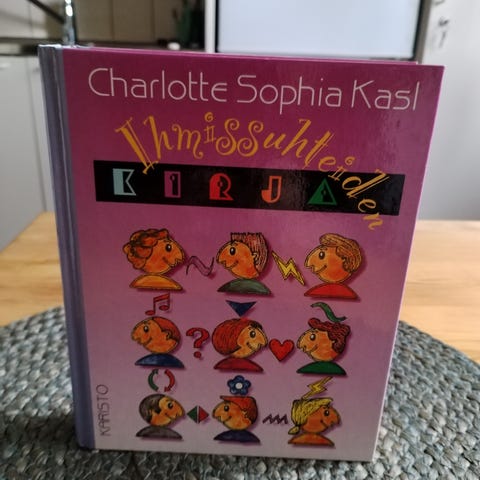 Charlotte Sophia Kasl
Ihmissuhteiden
KIRJA
KARISTO